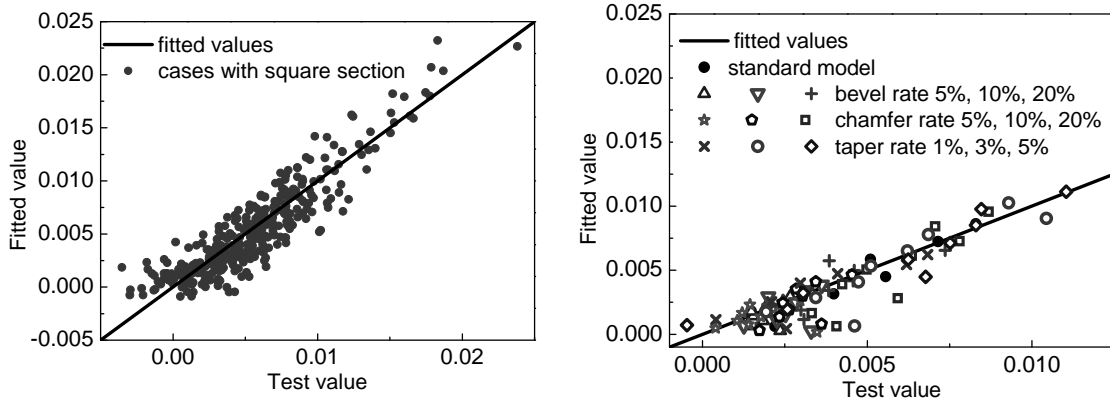 0.025
0.020
0.015
0.010
0.005
0.000
-0.005
Fitted value
fitted values
cases with square section
0.00
0.01
0.02
Test value
0.025
0.020
0.015
0.010
0.005
0.000
Fitted value
fitted values
standard model
bevel rate 5%, 10%, 20%
chamfer rate 5%, 10%, 20%
taper rate 1%, 3%, 5%
0.000
0.005
0.010
Test value